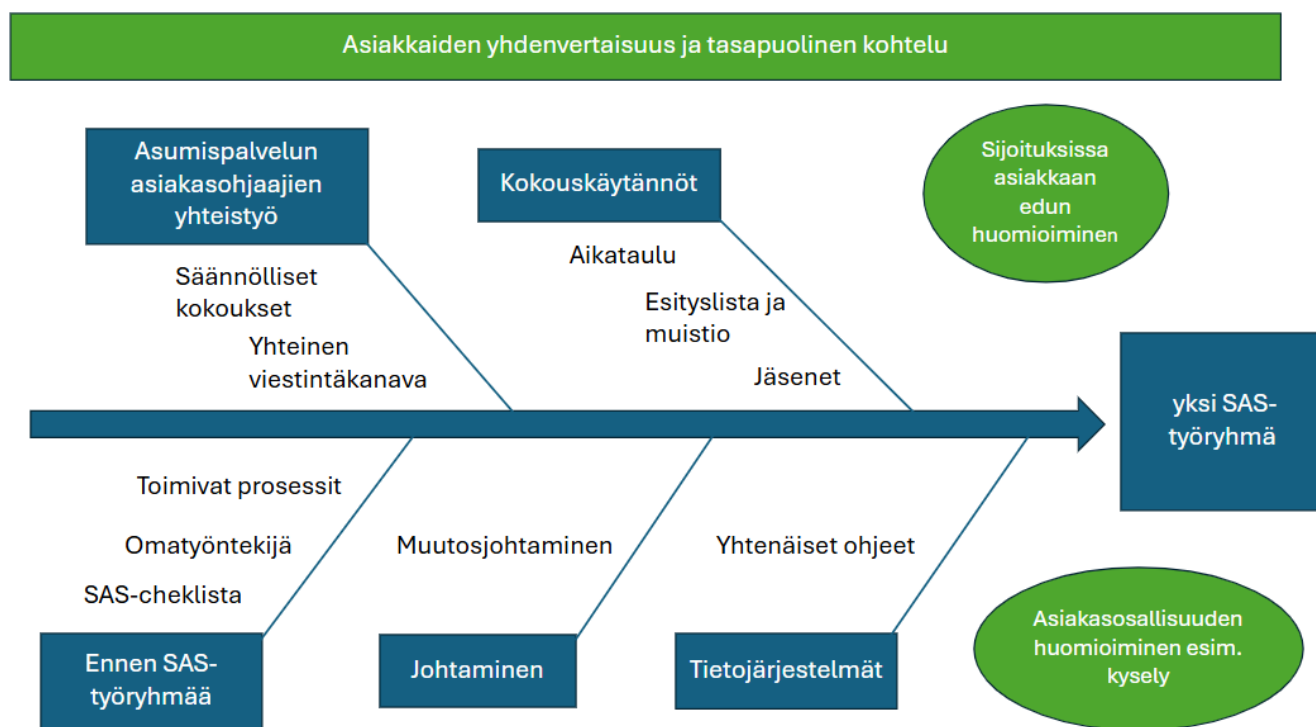 Asiakkaiden yhdenvertaisuus ja tasapuolinen kohtelu
Asumispalvelun
asiakasohjaajien
yhteistyö
Kokouskäytännöt
Sijoituksissa
asiakkaan
edun
huomioiminen
Säännölliset
kokoukset
Yhteinen
viestintäkanava
Aikataulu
Esityslista ja
muistio
Jäsenet
yksi SAS-
työryhmä
Toimivat prosessit
Omatyöntekijä
SAS-cheklista
Muutosjohtaminen
Yhtenäiset ohjeet
Ennen SAS-
työryhmää
Johtaminen
Tietojärjestelmät
Asiakasosallisuuden
huomioiminen esim.
kysely